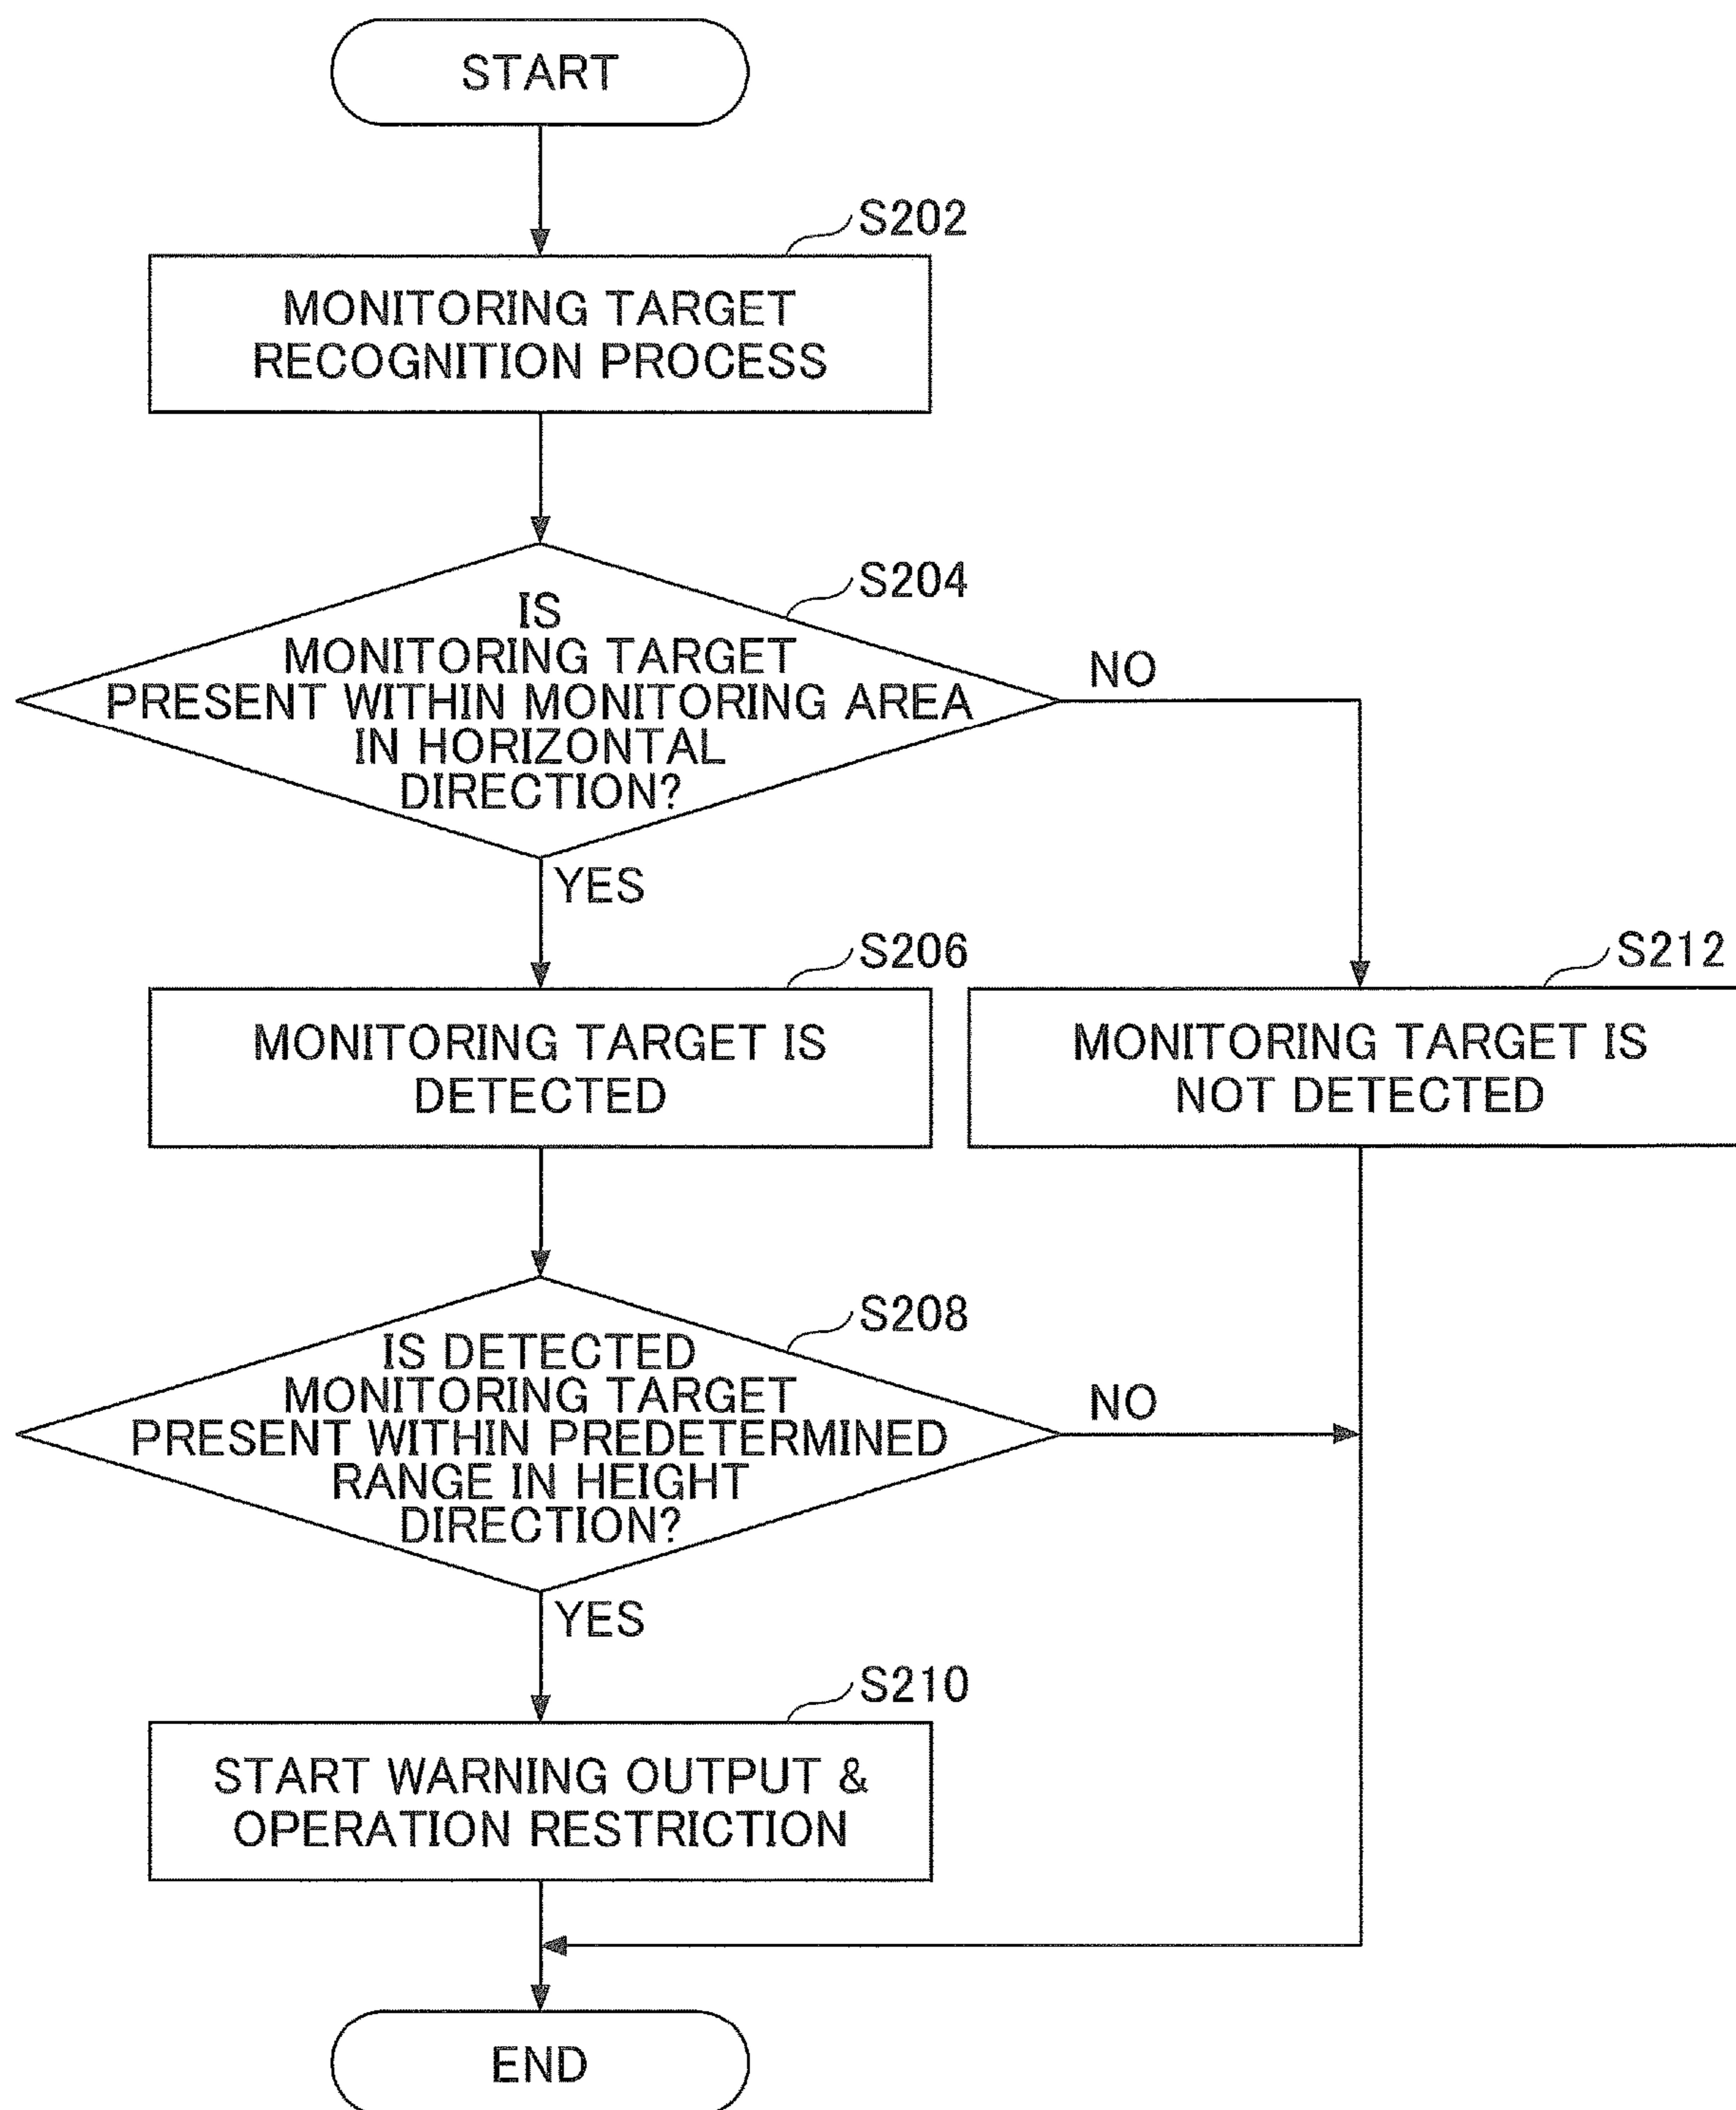 START
S202
MONITORING TARGET
RECOGNITION PROCESS
S204
IS
MONITORING TARGET
PRESENT WITHIN MONITORING AREA
IN HORIZONTAL
DIRECTION?
NO
YES
S206
MONITORING TARGET IS
DETECTED
S212
MONITORING TARGET IS
NOT DETECTED
S208
IS DETECTED
MONITORING TARGET
PRESENT WITHIN PREDETERMINED
RANGE IN HEIGHT
DIRECTION?
NO
YES
S210
START WARNING OUTPUT &
OPERATION RESTRICTION
END